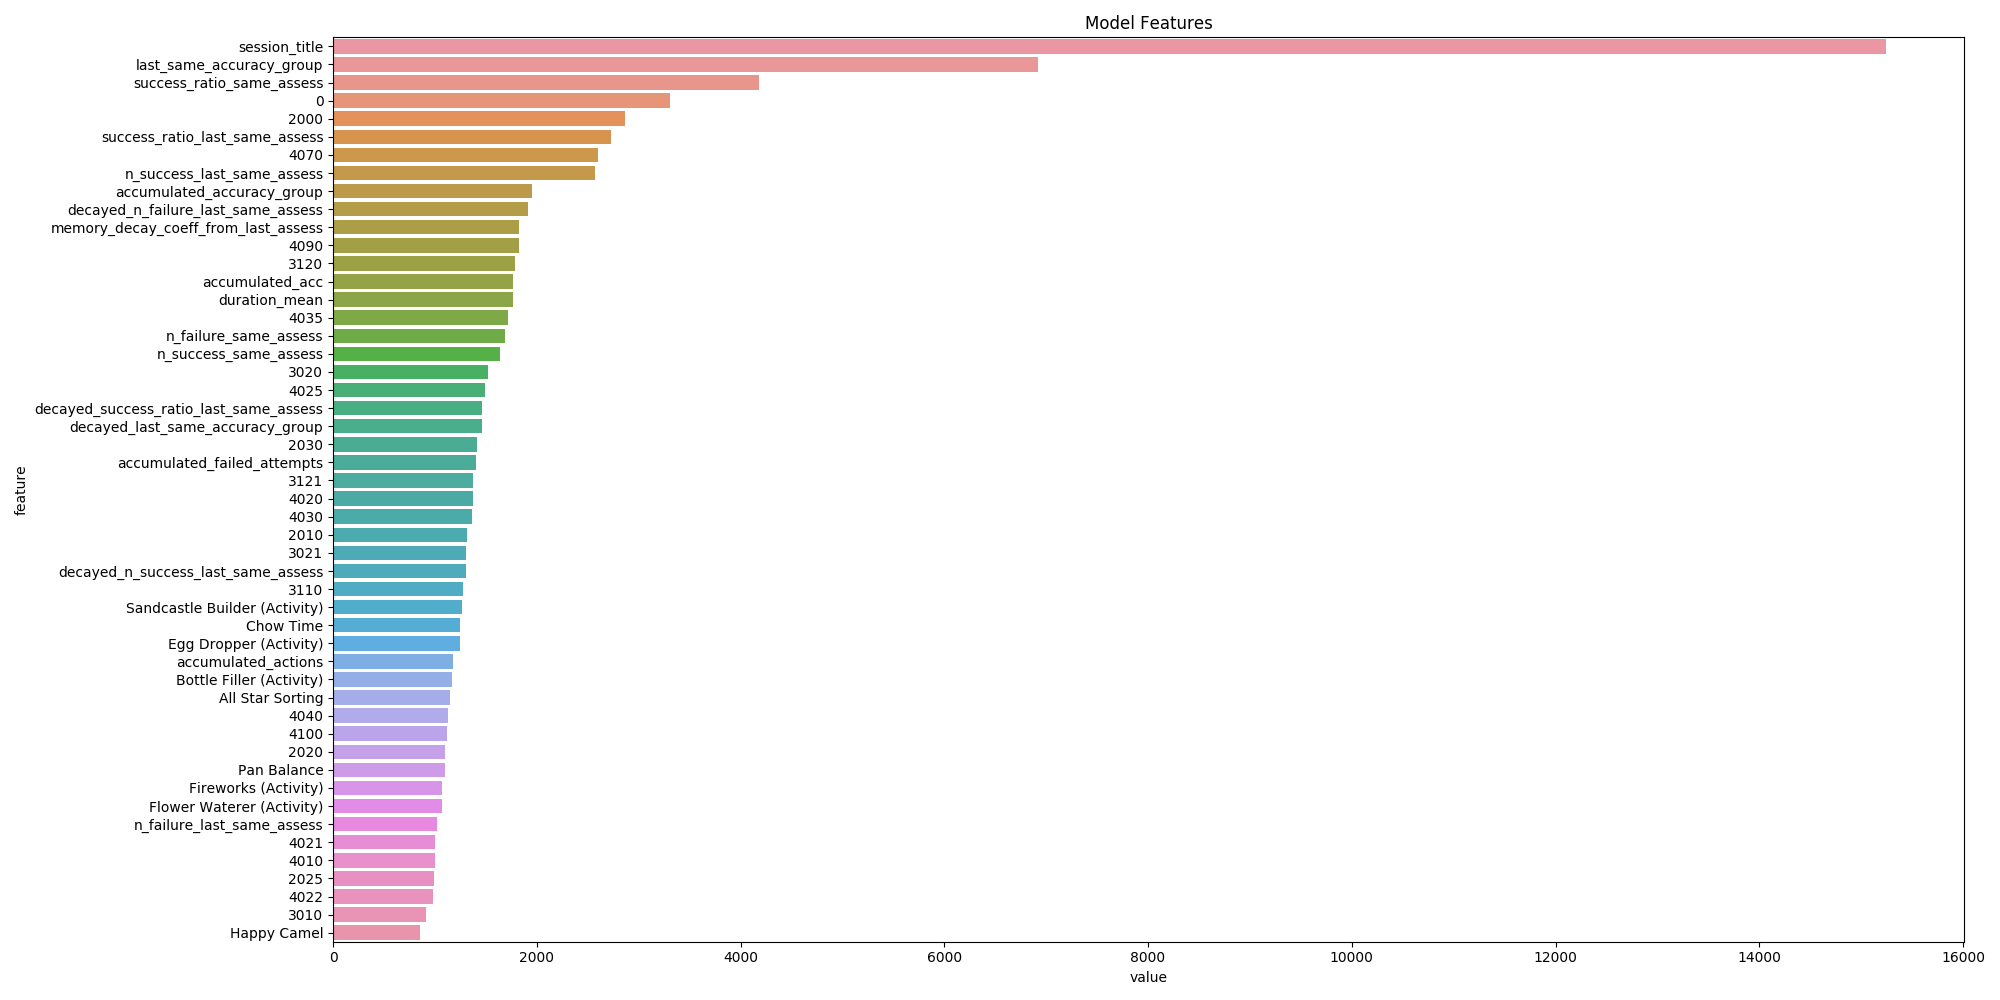 Model Features
session_title
last_same_accuracy_group
success_ratio_same_assess
0
2000
success_ratio_last_same_assess
4070
n_success_last_same_assess
accumulated_accuracy_group
decayed_n_failure_last_same_assess
memory_decay_coeff_from_last_assess
4090
3120
accumulated_acc
duration_mean
4035
n_failure_same_assess
n_success_same_assess
3020
4025
decayed_success_ratio_last_same_assess
decayed_last_same_accuracy_group
2030
accumulated_failed_attempts
3121
4020
4030
2010
3021
decayed_n_success_last_same_assess
3110
Sandcastle Builder (Activity)
Chow Time
Egg Dropper (Activity)
accumulated_actions
Bottle Filler (Activity)
All Star Sorting
4040
4100
2020
Pan Balance
Fireworks (Activity)
Flower Waterer (Activity)
n_failure_last_same_assess
4021
4010
2025
4022
3010
Happy Camel
feature
0 2000 4000 6000 8000 10000 12000 14000 16000
value